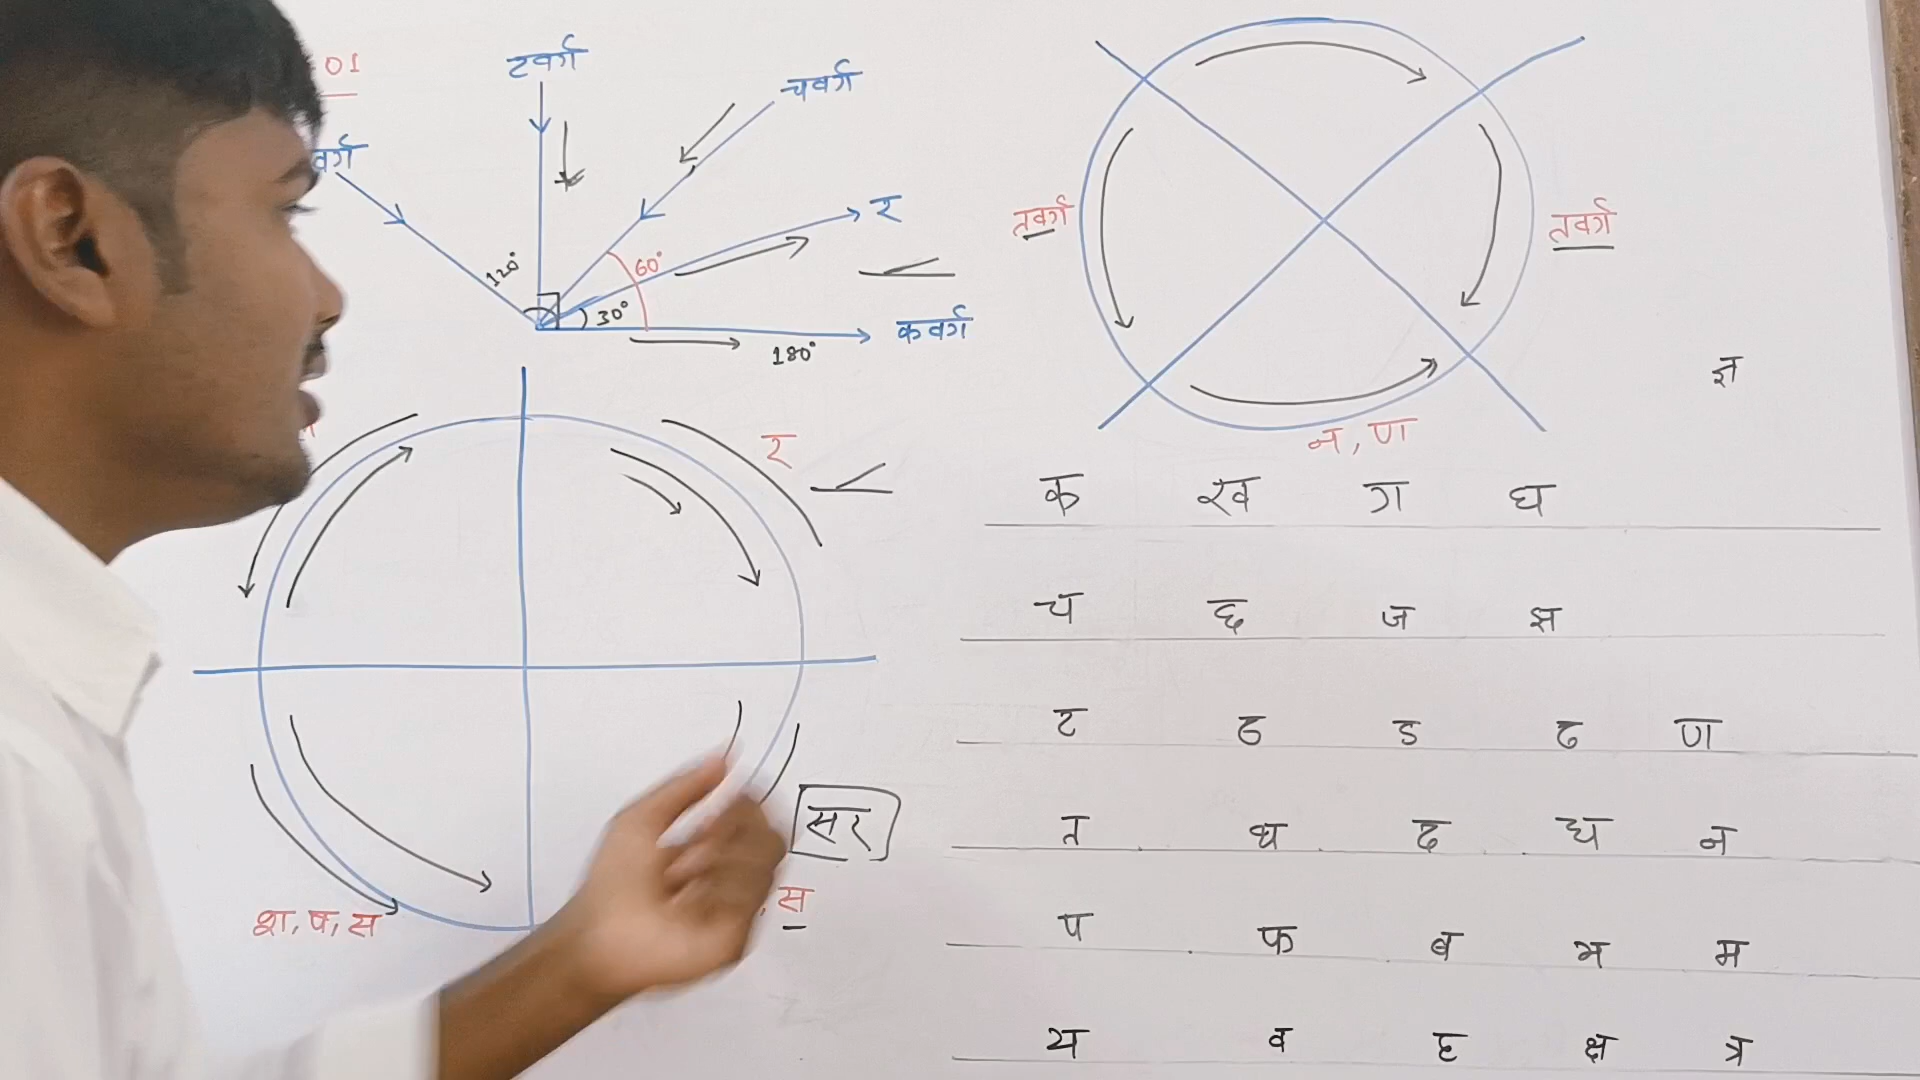 01
टवर्ग
चवर्ग
वर्ग
र
120°
60°
30°
कवर्ग
180°
तवर्ग
तवर्ग
न, ण
ज्ञ
र
सर
श, ष, स
, स
क ख ग घ
च छ ज झ
ट ठ ड ढ ण
त थ द ध न
प फ ब भ म
य व ह क्ष त्र